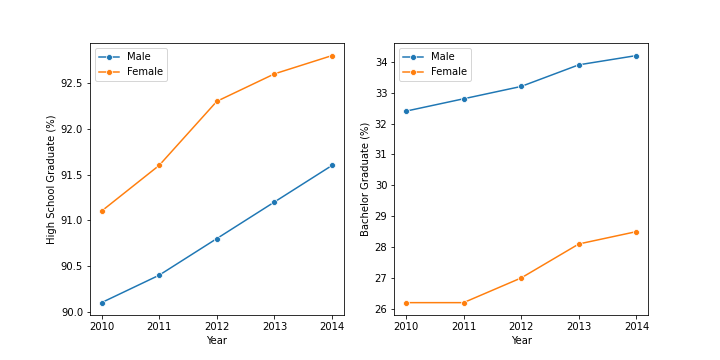 Male
Female
High School Graduate (%)
92.5
92.0
91.5
91.0
90.5
90.0
2010 2011 2012 2013 2014
Year
Male
Female
Bachelor Graduate (%)
34
33
32
31
30
29
28
27
26
2010 2011 2012 2013 2014
Year